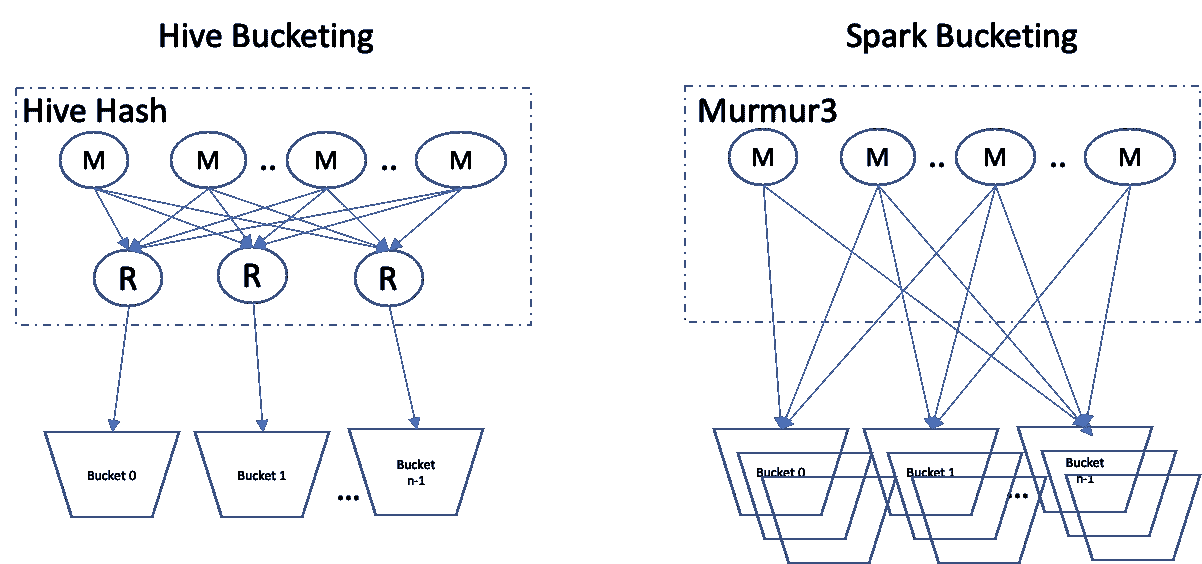 Hive Bucketing
Hive Hash
M M .. M .. M
R R R
Bucket 0 Bucket 1 ... Bucket
n-1
Spark Bucketing
Murmur3
M M .. M .. M
Bucket 0 Bucket 1 ... Bucket
n-1